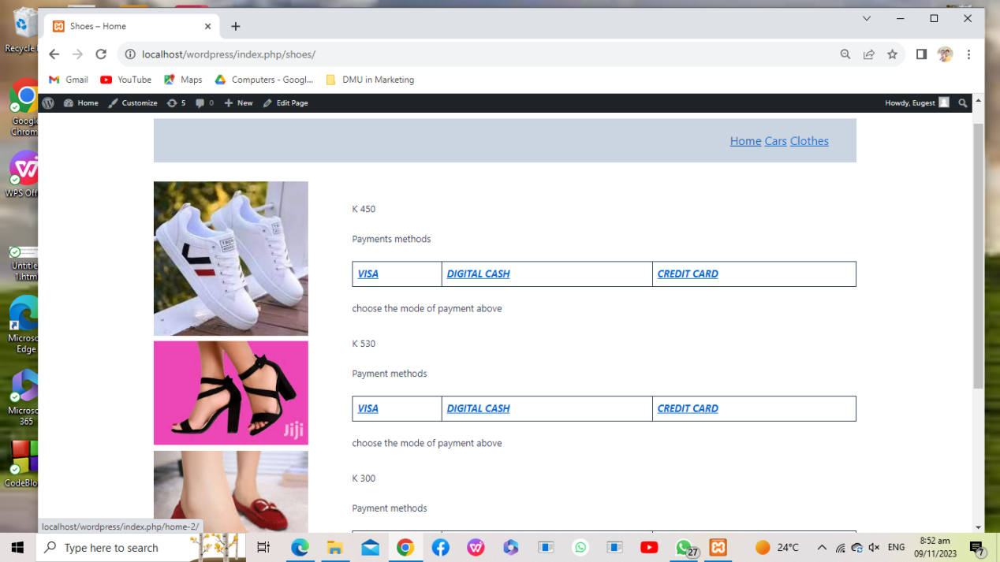 Shoes – Home
localhost/wordpress/index.php/shoes/
Gmail YouTube Maps Computers - Googl... DMU in Marketing
Home Customize 5 0 New Edit Page Howdy, Eugest
Home Cars Clothes
K 450
Payments methods
VISA DIGITAL CASH CREDIT CARD
choose the mode of payment above
K 530
Payment methods
VISA DIGITAL CASH CREDIT CARD
choose the mode of payment above
Jiji
K 300
Payment methods
localhost/wordpress/index.php/home-2/
Recycle
Google
Chrom
WPS Offi
Untitle
1.htm
Microso
Edge
Microso
365
CodeBlo
Type here to search
27
24°C ENG
8:52 am
09/11/2023
7